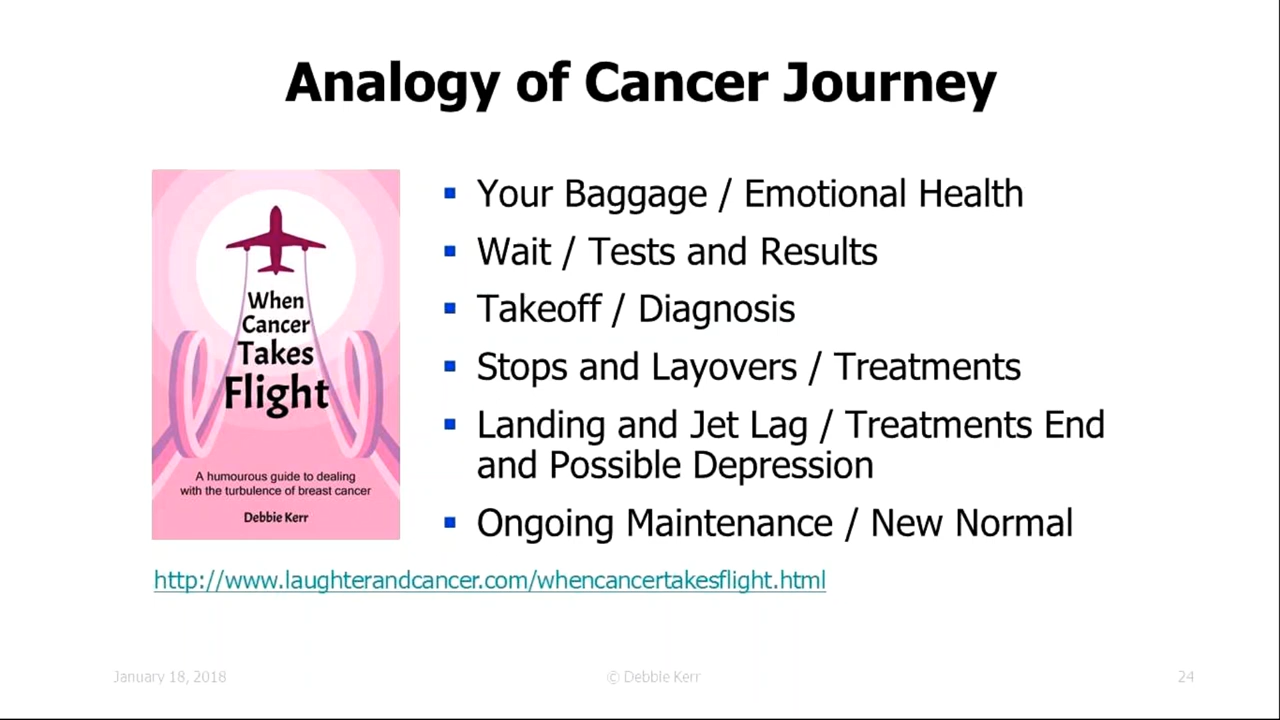 Analogy of Cancer Journey
When
Cancer
Takes
Flight
A humourous guide to dealing
with the turbulence of breast cancer
Debbie Kerr
Your Baggage / Emotional Health
Wait / Tests and Results
Takeoff / Diagnosis
Stops and Layovers / Treatments
Landing and Jet Lag / Treatments End
and Possible Depression
Ongoing Maintenance / New Normal
http://www.laughterandcancer.com/whencancertakesflight.html
January 18, 2018
© Debbie Kerr
24